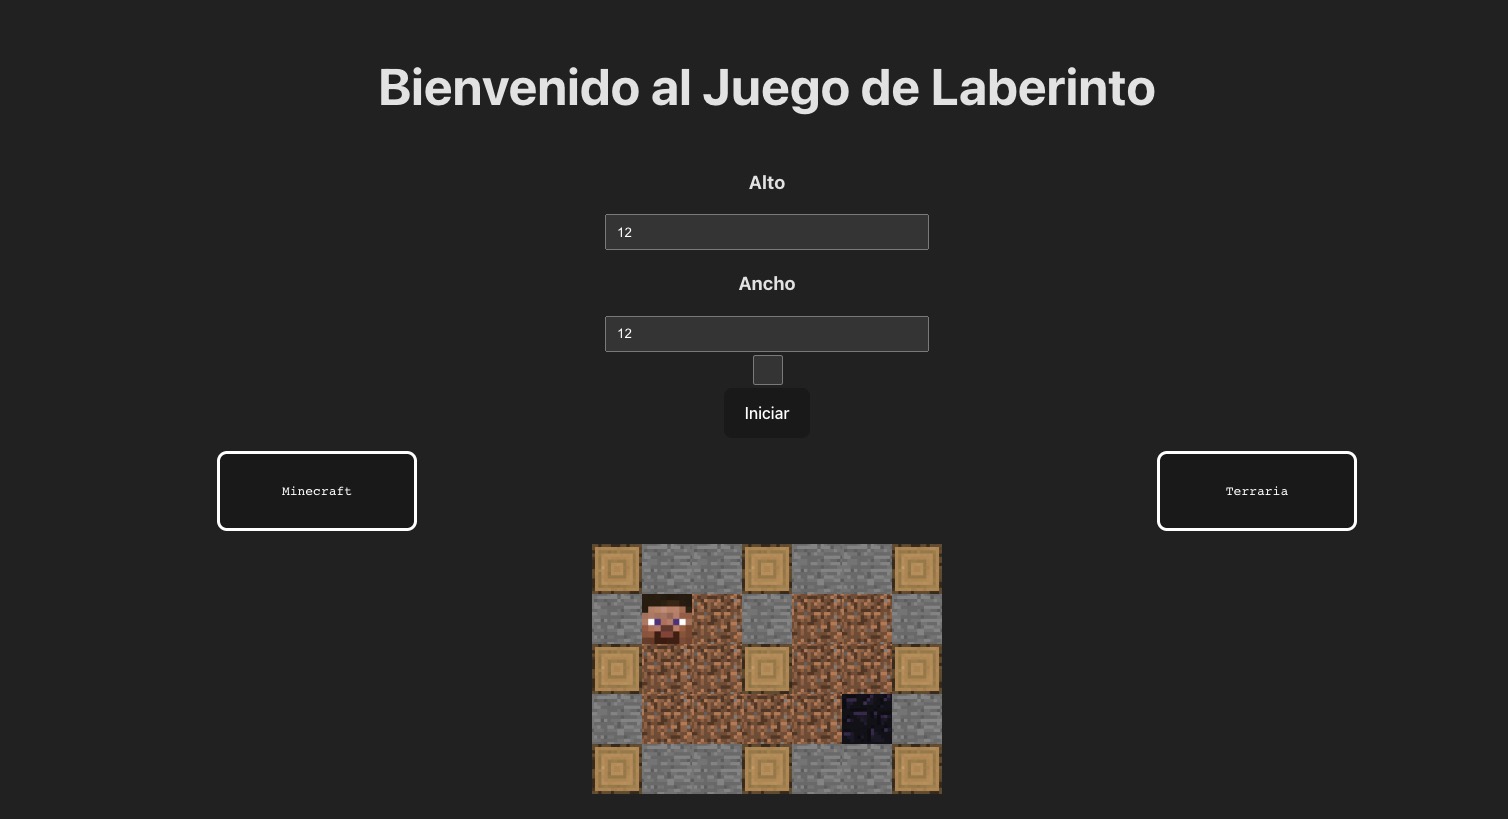 Bienvenido al Juego de Laberinto
Alto
12
Ancho
12
Iniciar
Minecraft
Terraria